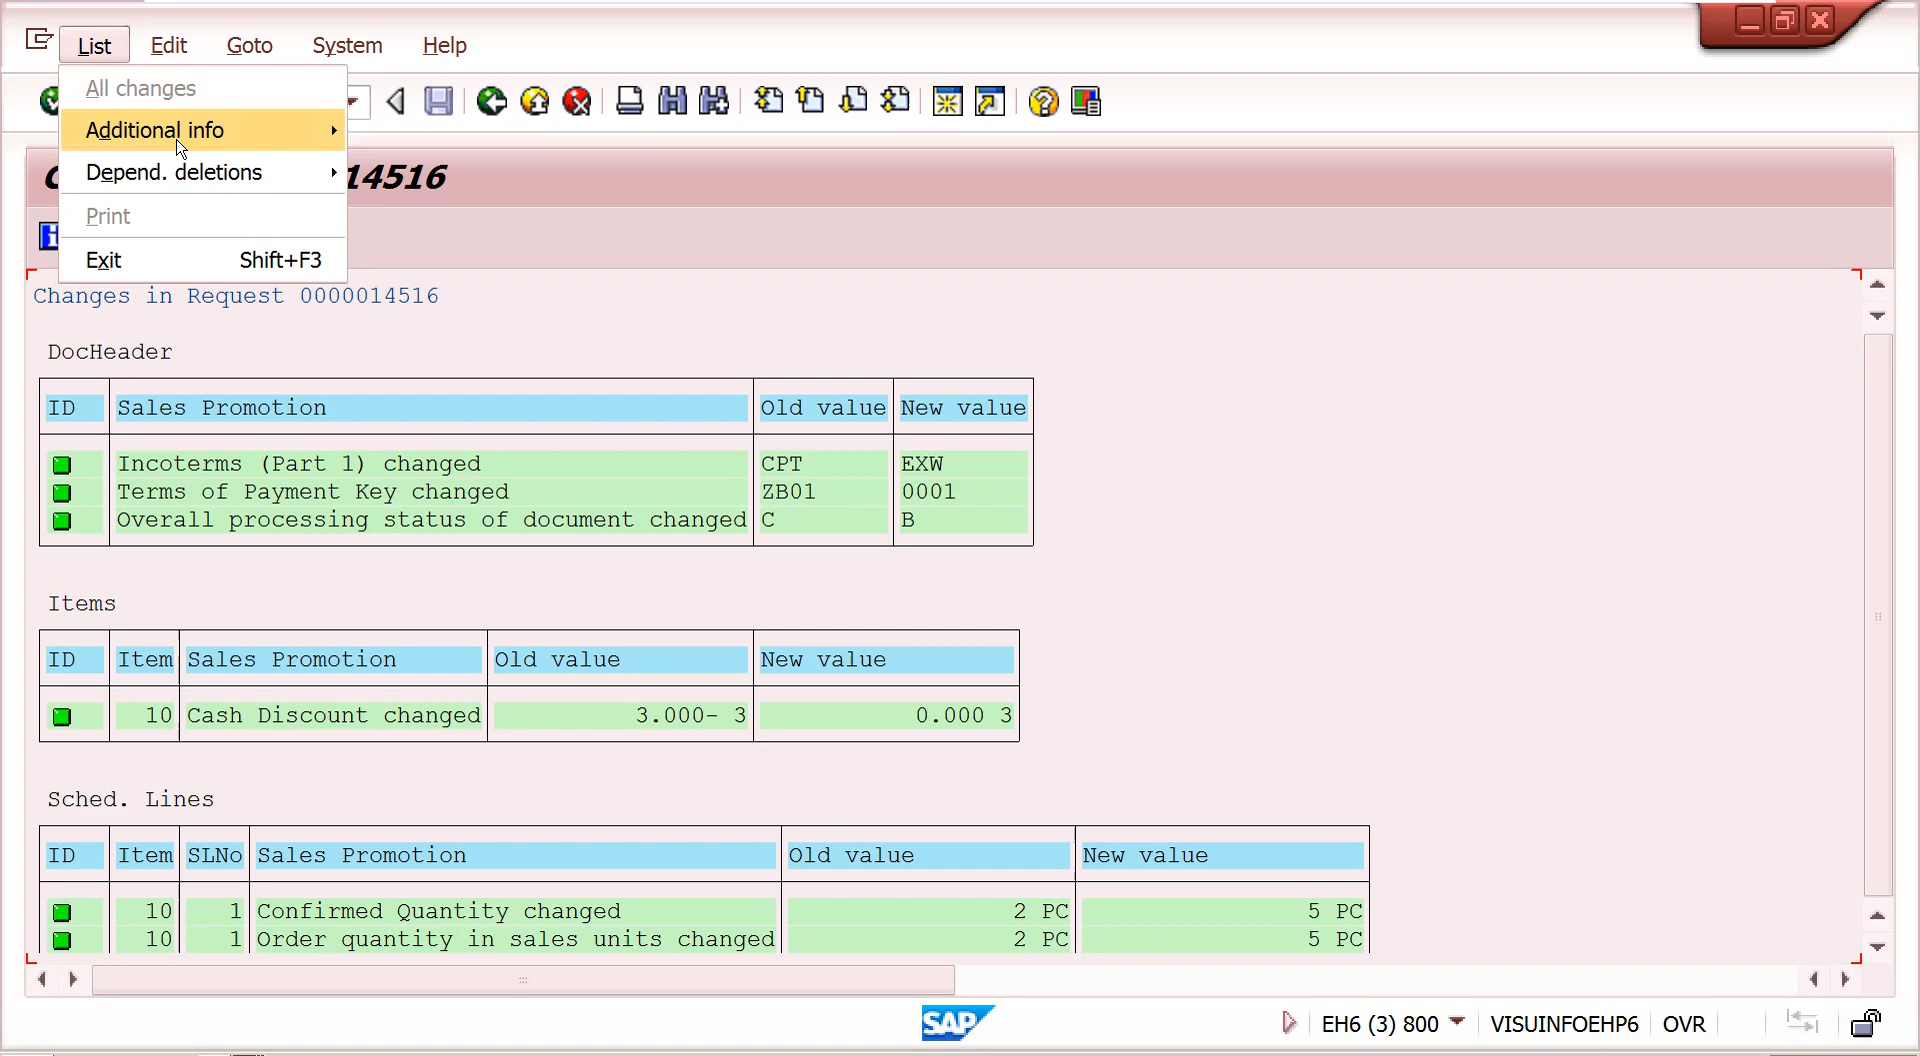 List Edit Goto System Help
All changes
Additional info
Depend. deletions
Print
Exit Shift+F3
14516
Changes in Request 0000014516
DocHeader
ID Sales Promotion Old value New value
Incoterms (Part 1) changed CPT EXW
Terms of Payment Key changed ZB01 0001
Overall processing status of document changed C B
Items
ID Item Sales Promotion Old value New value
10 Cash Discount changed 3.000- 3 0.000 3
Sched. Lines
ID Item SLNo Sales Promotion Old value New value
10 1 Confirmed Quantity changed 2 PC 5 PC
10 1 Order quantity in sales units changed 2 PC 5 PC
SAP EH6 (3) 800 VISUINFOEHP6 OVR